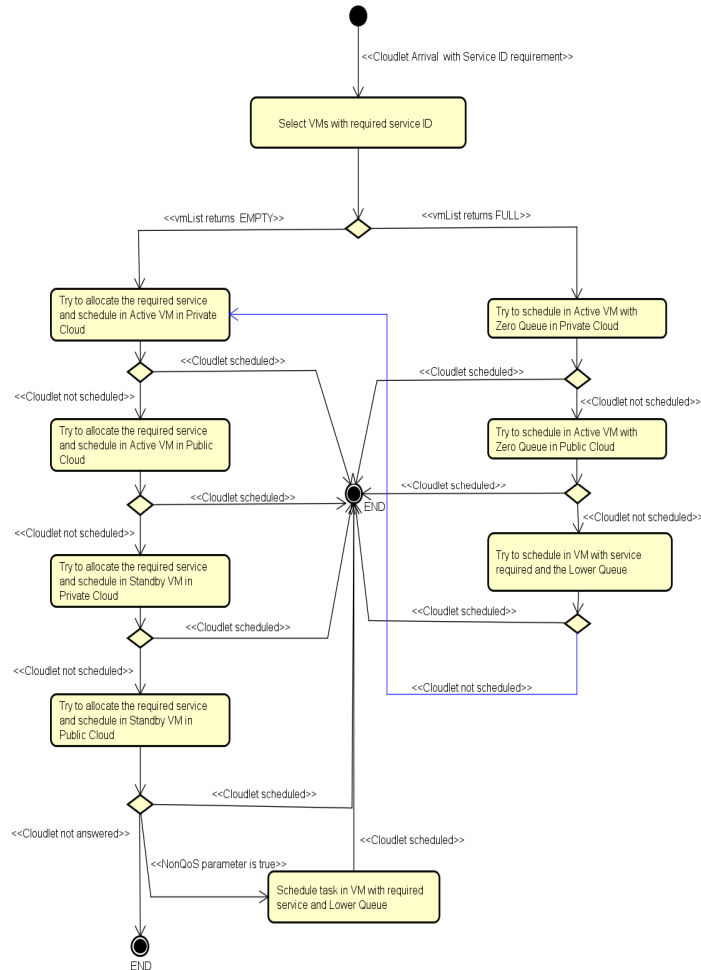 <<Cloudlet Arrival with Service ID requirement>>
Select VMs with required service ID
<<vmList returns EMPTY>>
<<vmList returns FULL>>
Try to allocate the required service
and schedule in Active VM in Private
Cloud
Try to schedule in Active VM with
Zero Queue in Private Cloud
<<Cloudlet scheduled>>
<<Cloudlet scheduled>>
<<Cloudlet not scheduled>>
<<Cloudlet not scheduled>>
Try to allocate the required service
and schedule in Active VM in Public
Cloud
Try to schedule in Active VM with
Zero Queue in Public Cloud
<<Cloudlet scheduled>>
<<Cloudlet scheduled>>
END
<<Cloudlet not scheduled>>
<<Cloudlet not scheduled>>
Try to allocate the required service
and schedule in Standby VM in
Private Cloud
Try to schedule in VM with service
required and the Lower Queue
<<Cloudlet scheduled>>
<<Cloudlet scheduled>>
<<Cloudlet not scheduled>>
<<Cloudlet not scheduled>>
Try to allocate the required service
and schedule in Standby VM in
Public Cloud
<<Cloudlet scheduled>>
<<Cloudlet not answered>>
<<Cloudlet scheduled>>
<<NonQoS parameter is true>>
Schedule task in VM with required
service and Lower Queue
END